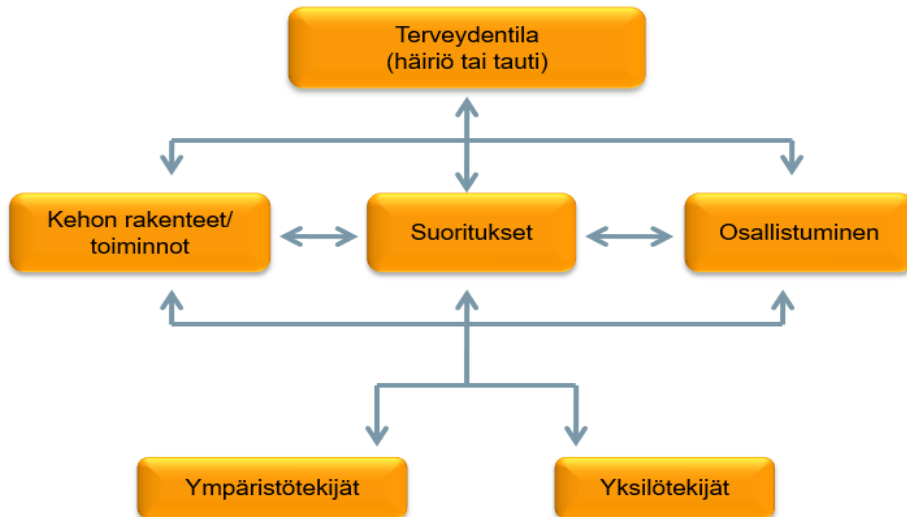 Terveydentila
(häiriö tai tauti)
Kehon rakenteet/
toiminnot
Suoritukset
Osallistuminen
Ympäristötekijät
Yksilötekijät